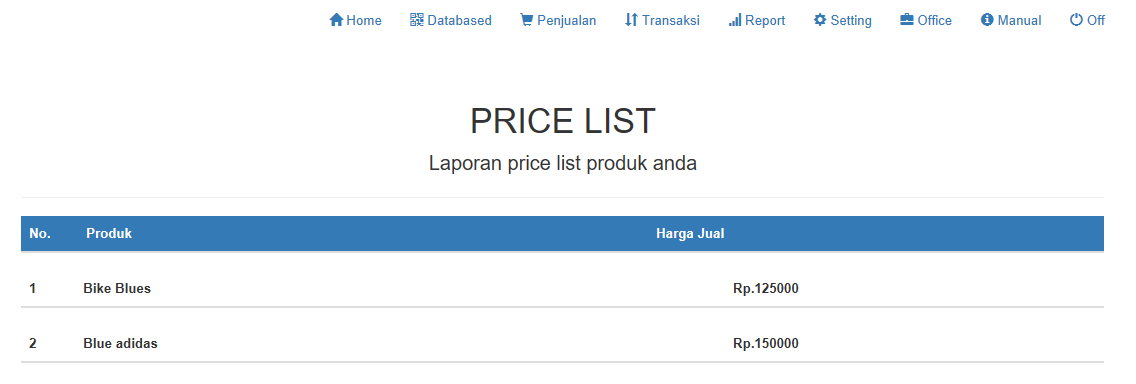 Home Databased Penjualan Transaksi Report Setting Office Manual Off
PRICE LIST
Laporan price list produk anda
No. Produk Harga Jual
1 Bike Blues Rp.125000
2 Blue adidas Rp.150000